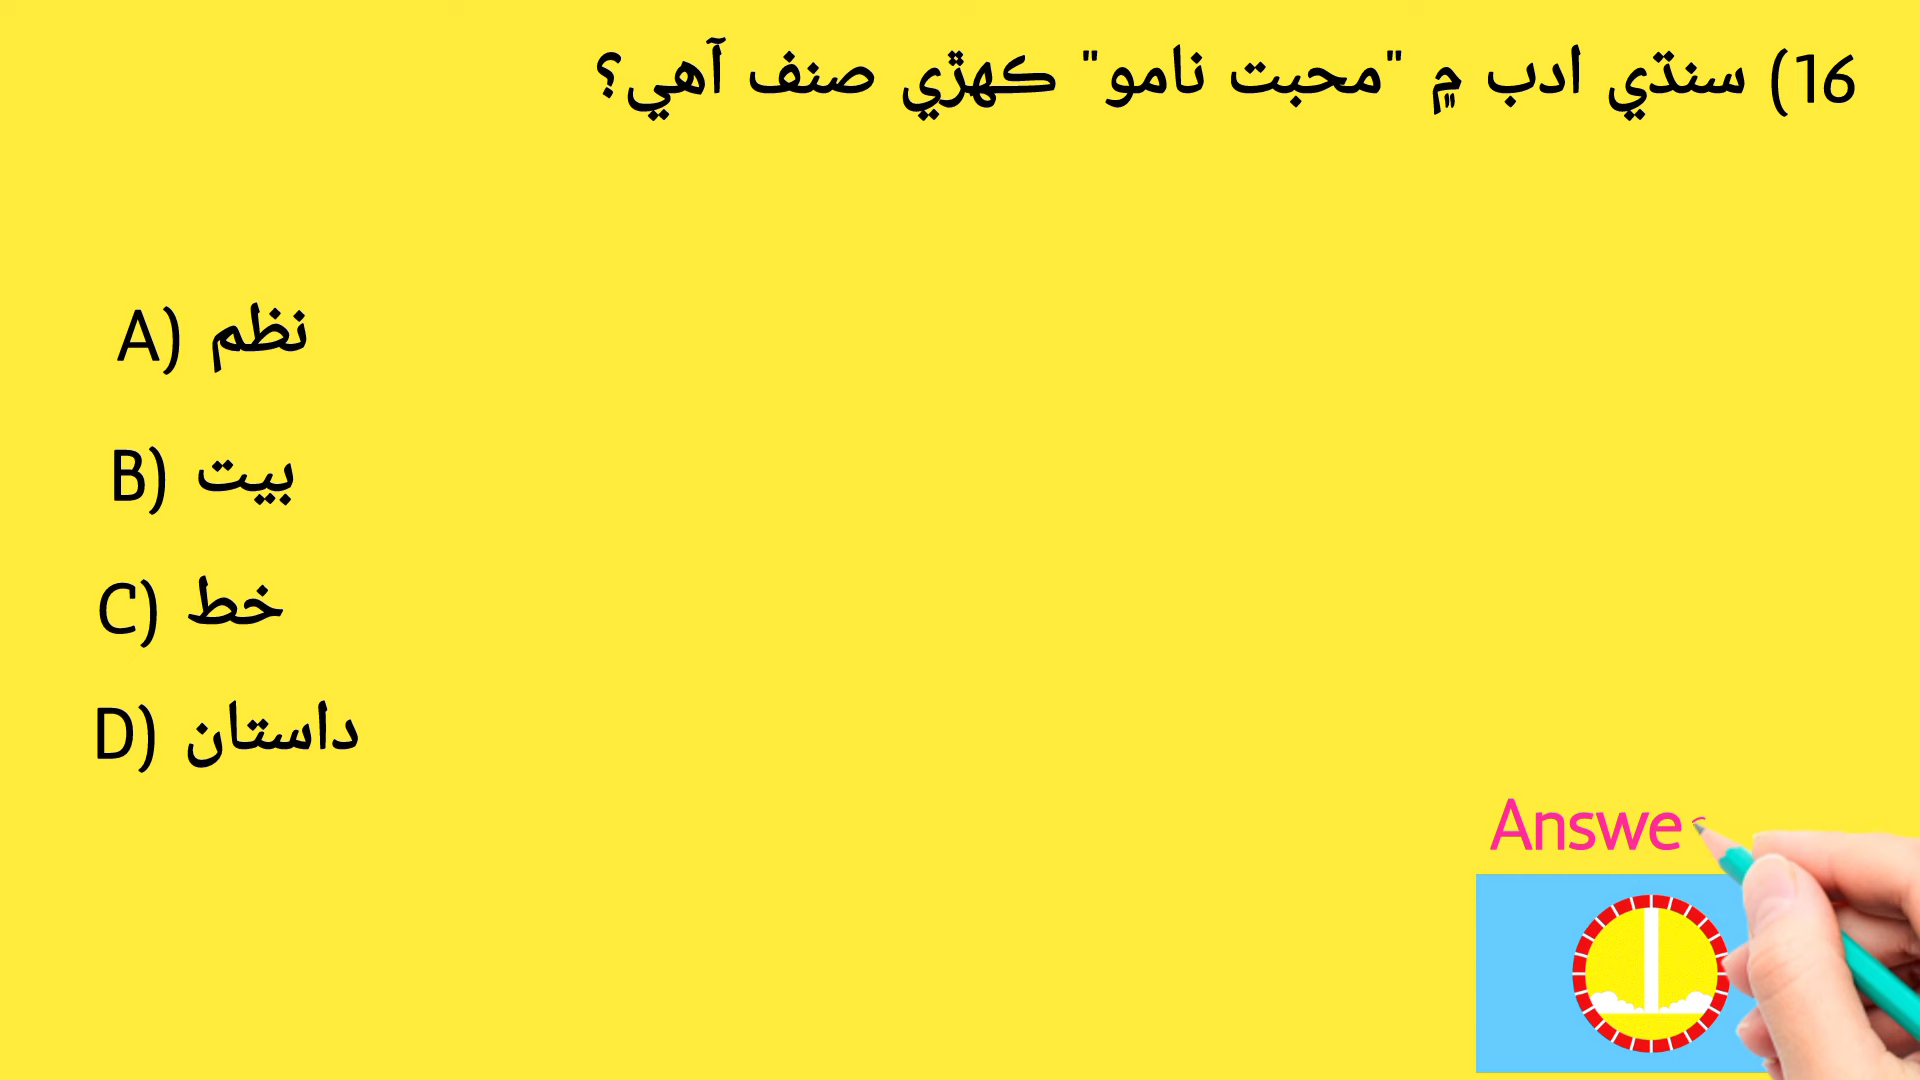 16) سنڌي ادب ۾ "محبت نامو" ڪهڙي صنف آهي؟
A) نظم
B) بيت
C) خط
D) داستان
Answe